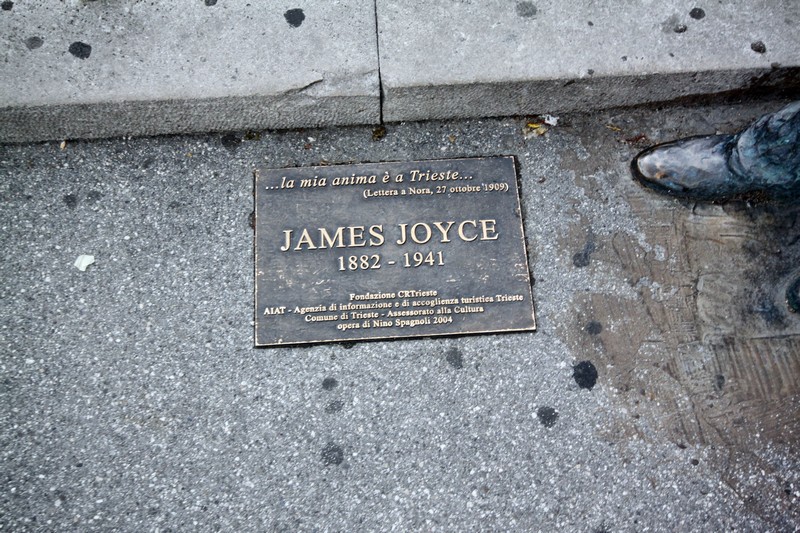 ...la mia anima è a Trieste...
(Lettera a Nora, 27 ottobre 1909)
JAMES JOYCE
1882 - 1941
Fondazione CRTrieste
AIAT - Agenzia di informazione e di accoglienza turistica Trieste
Comune di Trieste - Assessorato alla Cultura
opera di Nino Spagnoli 2004